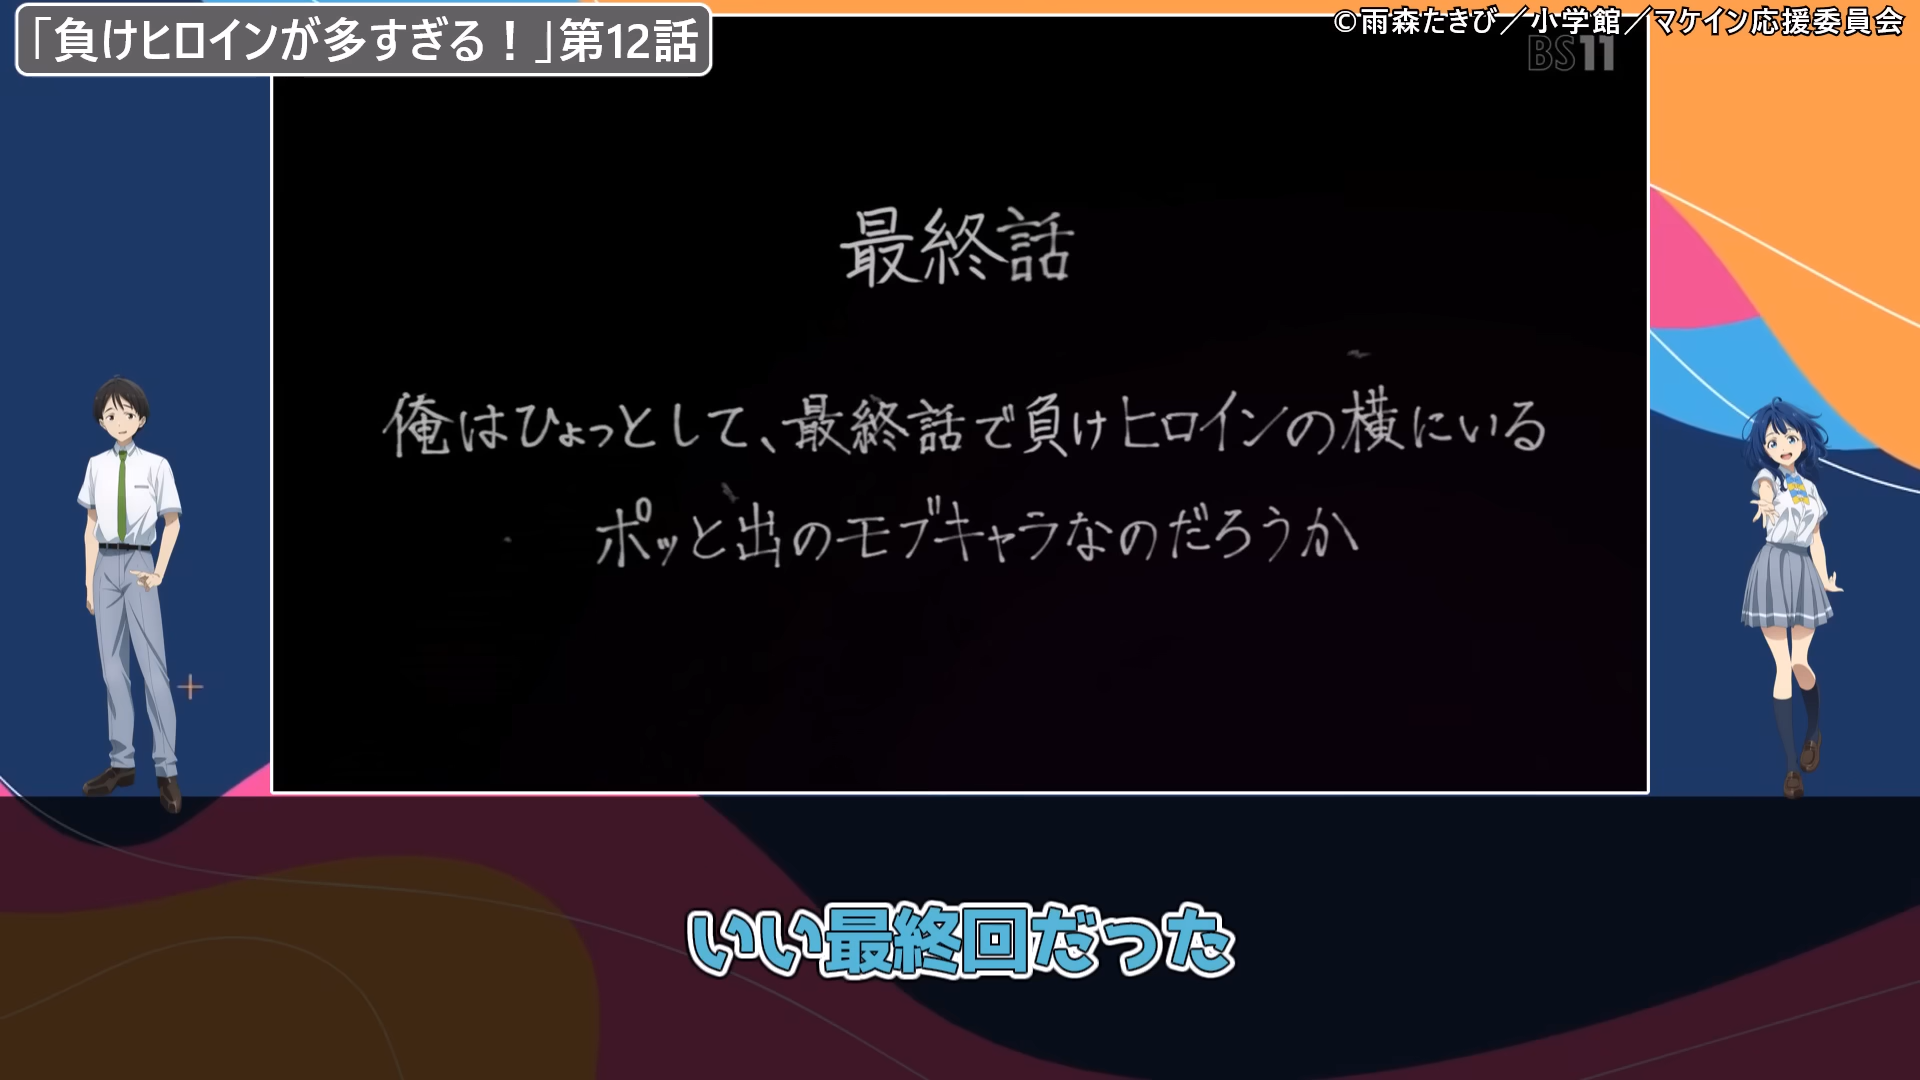 「負けヒロインが多すぎる！」第12話
©雨森たきび／小学館／マケイン応援委員会
BS11
最終話
俺はひょっとして、最終話で負けヒロインの横にいる
ポッと出のモブキャラなのだろうか
いい最終回だった